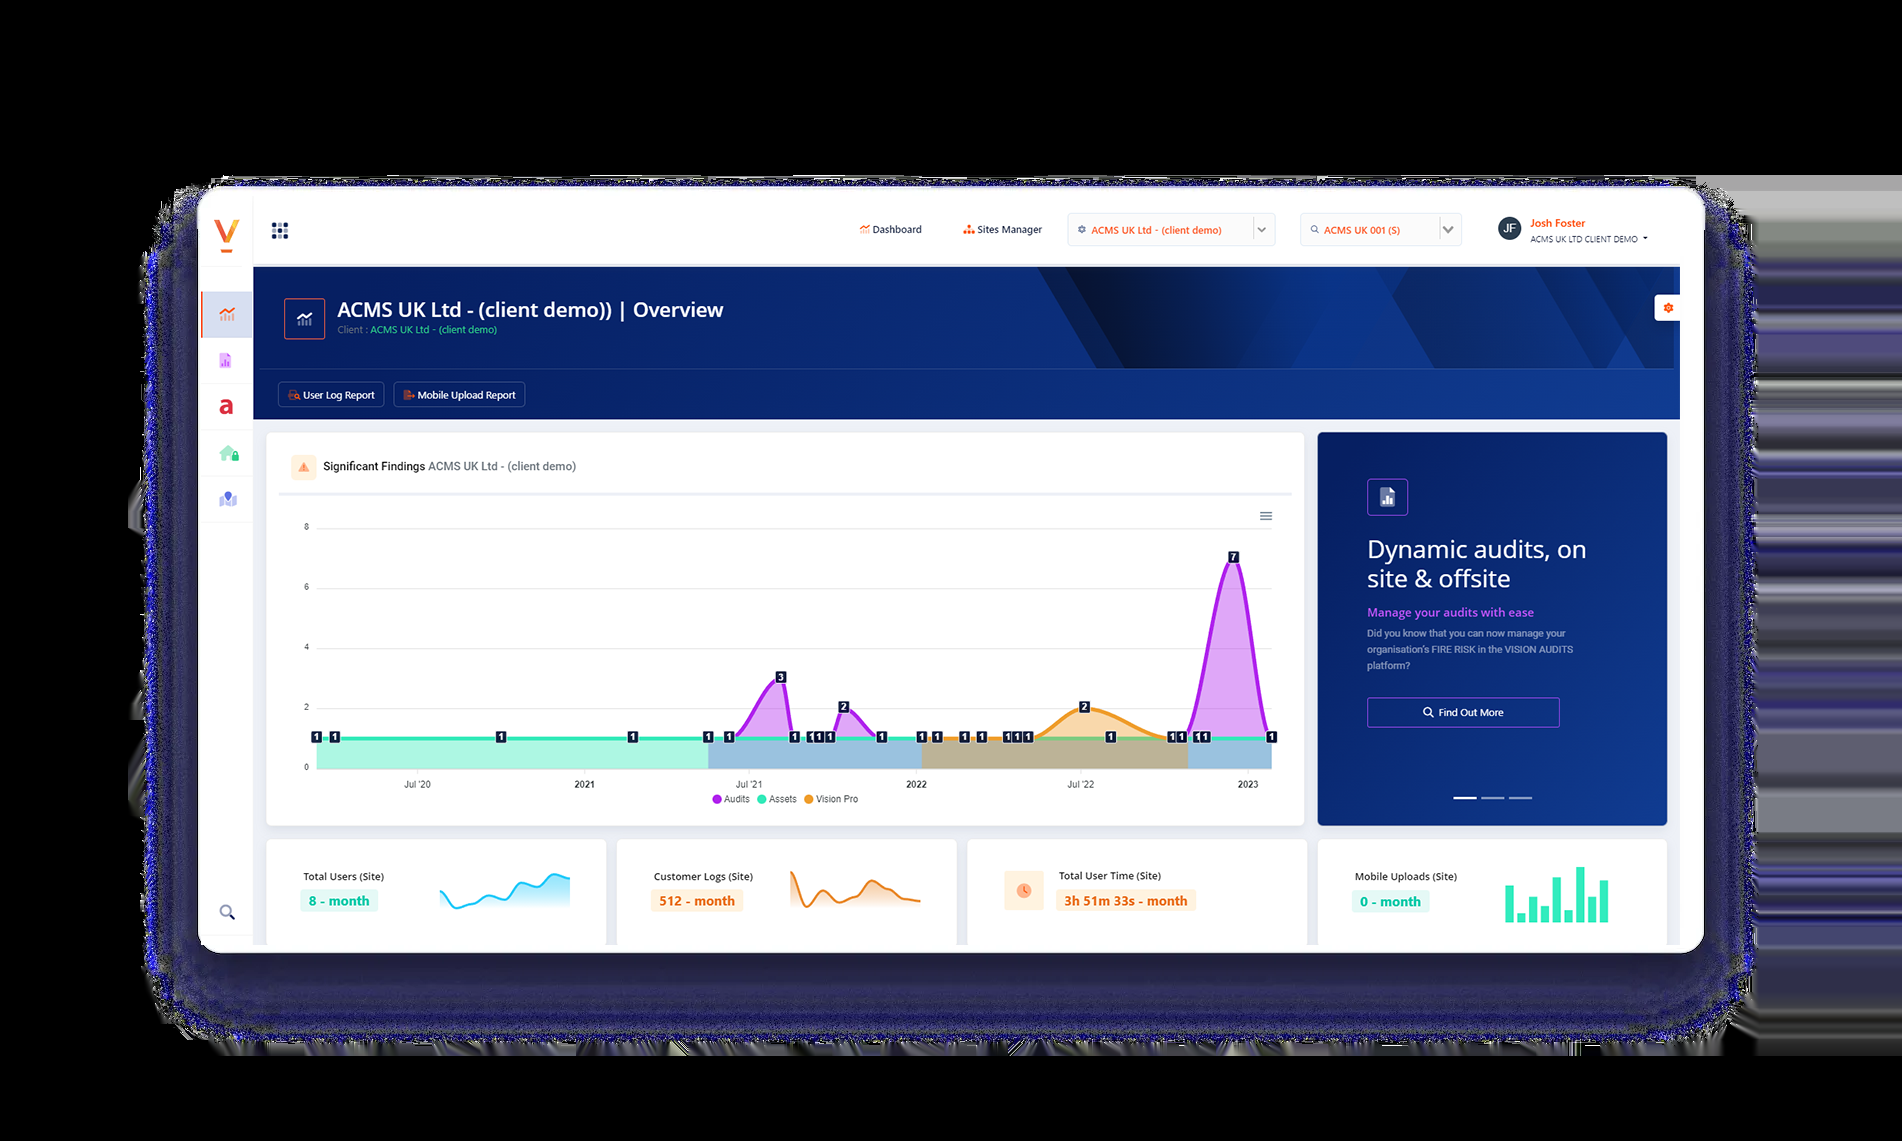 Dashboard
Sites Manager
ACMS UK Ltd - (client demo)
ACMS UK 001 (S)
JF
Josh Foster
ACMS UK LTD CLIENT DEMO
ACMS UK Ltd - (client demo)) | Overview
Client : ACMS UK Ltd - (client demo)
User Log Report
Mobile Upload Report
a
Significant Findings ACMS UK Ltd - (client demo)
8
6
4
2
0
7
3
2
2
1 1 1 1 1 1 1 1 1 1 1 1 1 1 1 1 1 1 1 1 1 1 1 1
Jul '20
2021
Jul '21
2022
Jul '22
2023
Audits
Assets
Vision Pro
Dynamic audits, on
site & offsite
Manage your audits with ease
Did you know that you can now manage your
organisation's FIRE RISK in the VISION AUDITS
platform?
Find Out More
Total Users (Site)
8 - month
Customer Logs (Site)
512 - month
Total User Time (Site)
3h 51m 33s - month
Mobile Uploads (Site)
0 - month